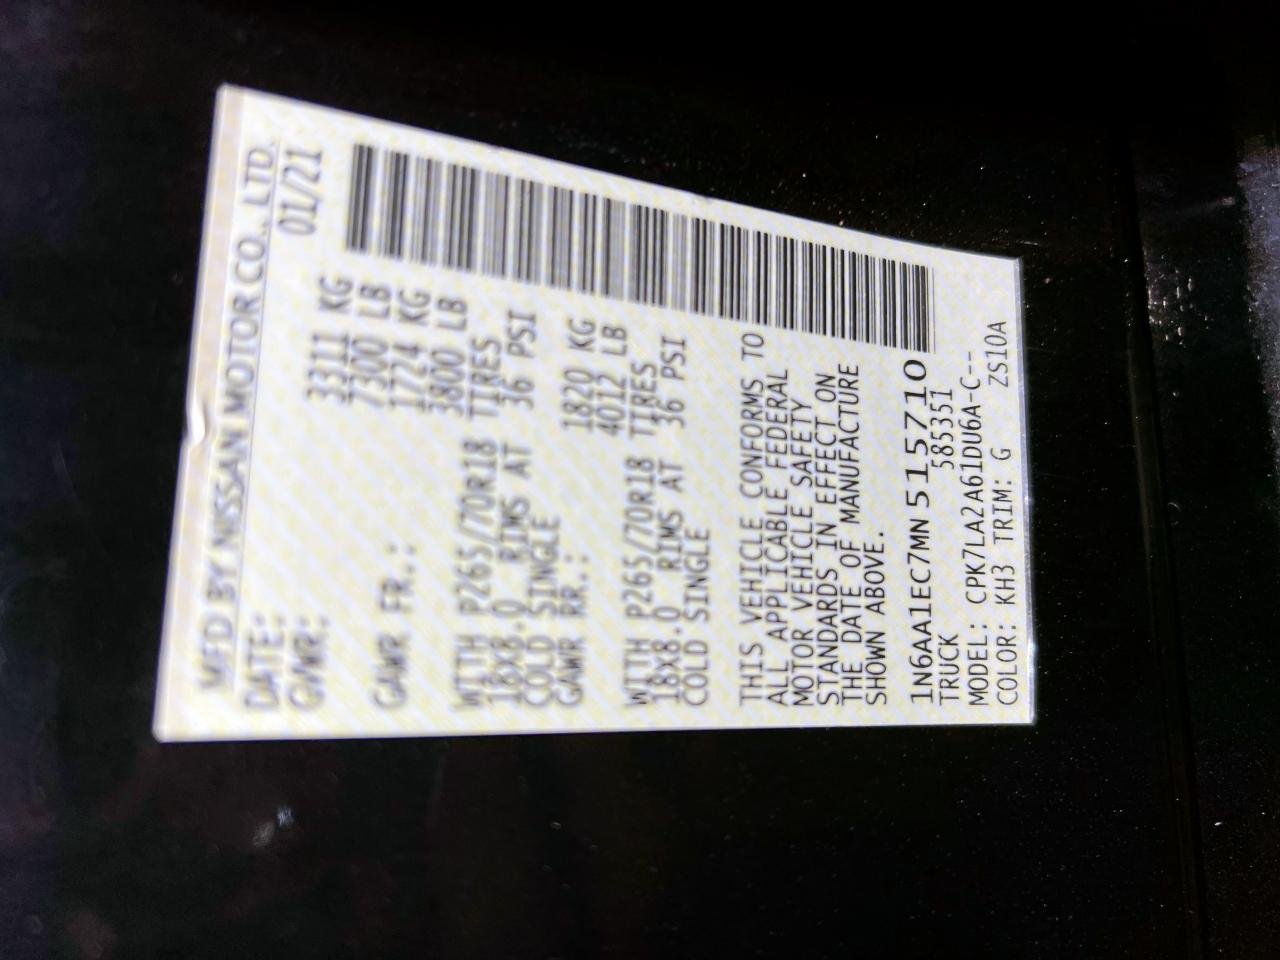 MFD BY NISSAN MOTOR CO., LTD.
DATE: 01/21
GVWR: 3311 KG
7300 LB
GAWR FR.: 1724 KG
3800 LB
WITH P265/70R18 TIRES
18X8.0 RIMS AT 36 PSI
COLD SINGLE
GAWR RR.: 1820 KG
4012 LB
WITH P265/70R18 TIRES
18X8.0 RIMS AT 36 PSI
COLD SINGLE
THIS VEHICLE CONFORMS TO
ALL APPLICABLE FEDERAL
MOTOR VEHICLE SAFETY
STANDARDS IN EFFECT ON
THE DATE OF MANUFACTURE
SHOWN ABOVE.
1N6AA1EC7MN515710
TRUCK 585351
MODEL: CPK7LA2A61DU6A-C--
COLOR: KH3 TRIM: G ZS10A